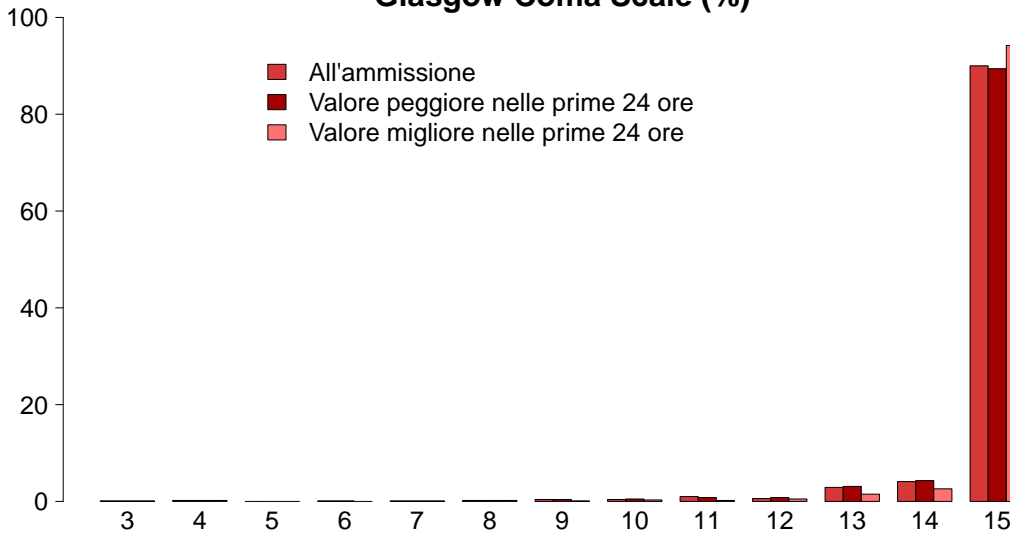 Glasgow Coma Scale (%)
100
All'ammissione
Valore peggiore nelle prime 24 ore
80
Valore migliore nelle prime 24 ore
60
40
20
0
3 4 5 6 7 8 9 10 11 12 13 14 15